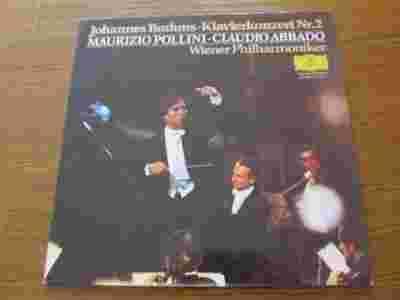 Johannes Brahms·Klavierkonzert Nr.2
MAURIZIO POLLINI·CLAUDIO ABBADO
Wiener Philharmoniker